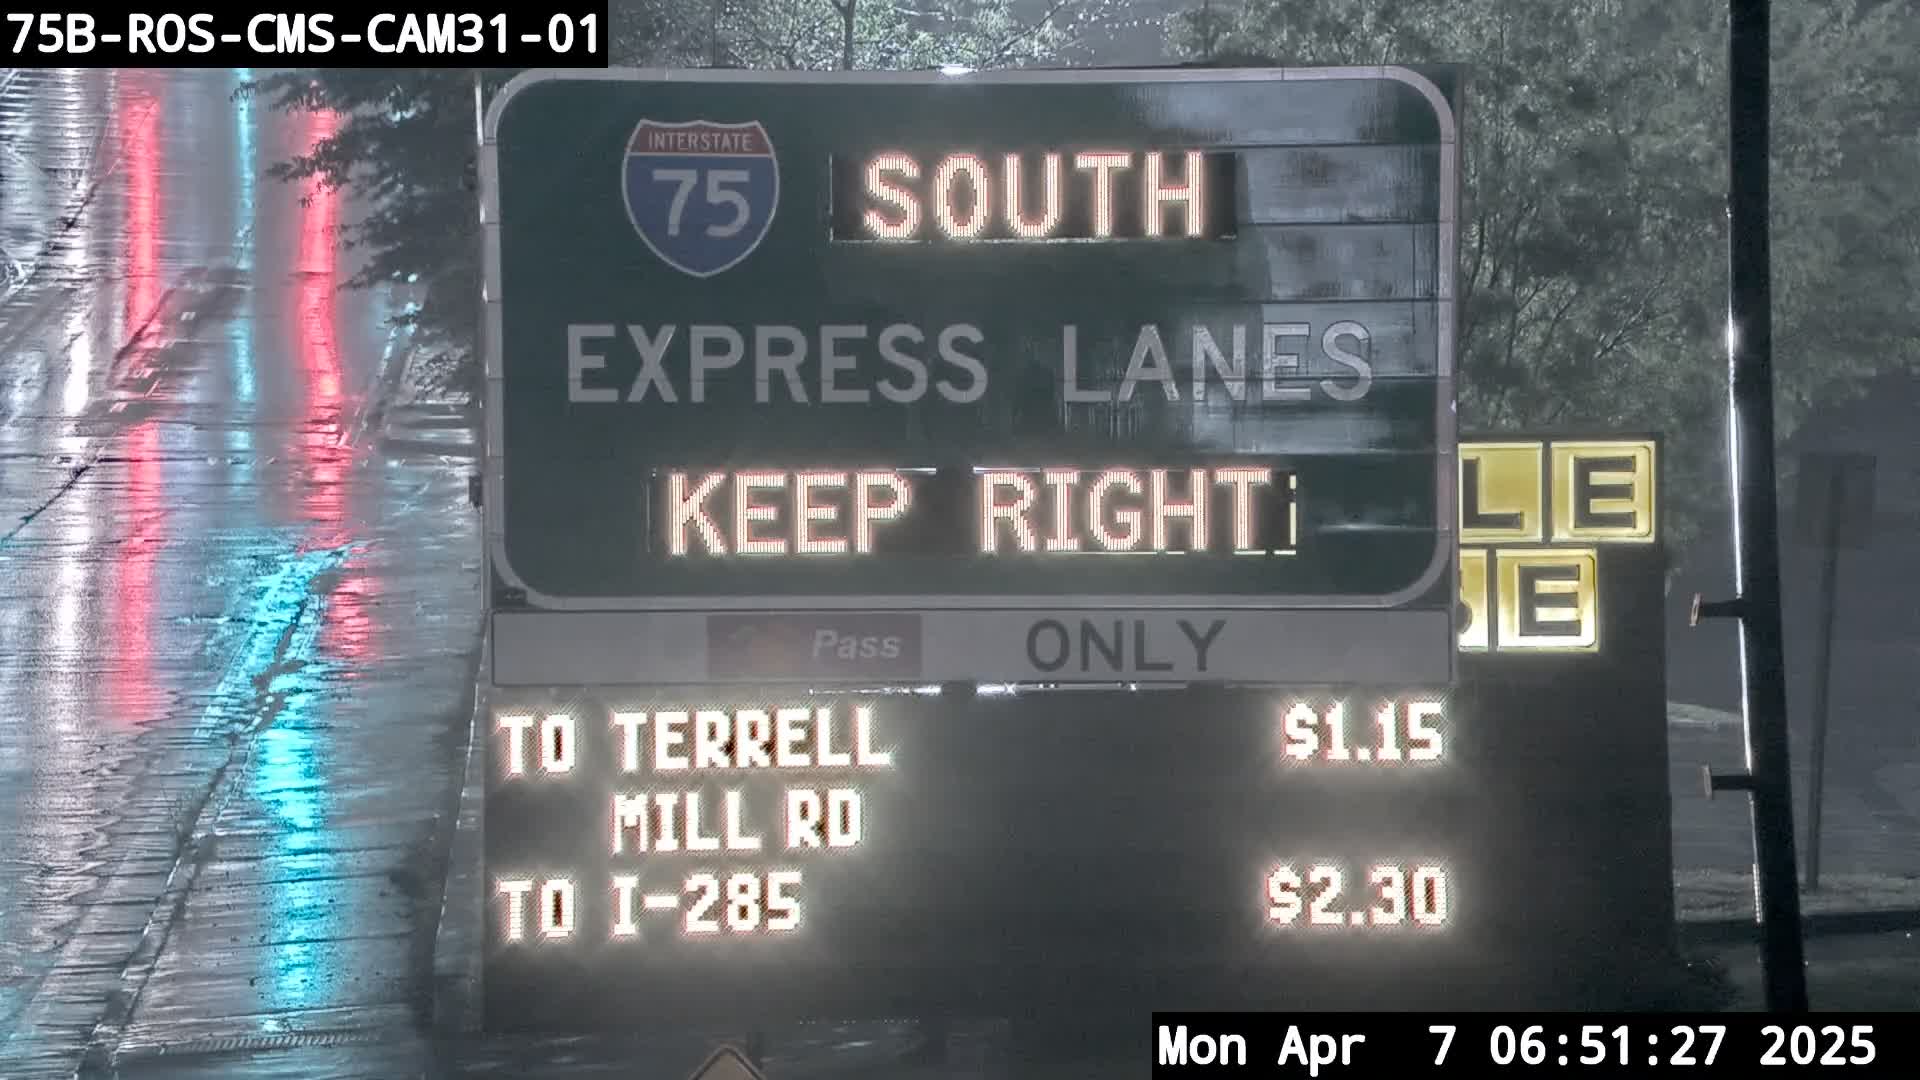 75B-ROS-CMS-CAM31-01
INTERSTATE
75
SOUTH
EXPRESS LANES
KEEP RIGHT
Pass ONLY
TO TERRELL $1.15
MILL RD
TO I-285 $2.30
LE
E
Mon Apr 7 06:51:27 2025